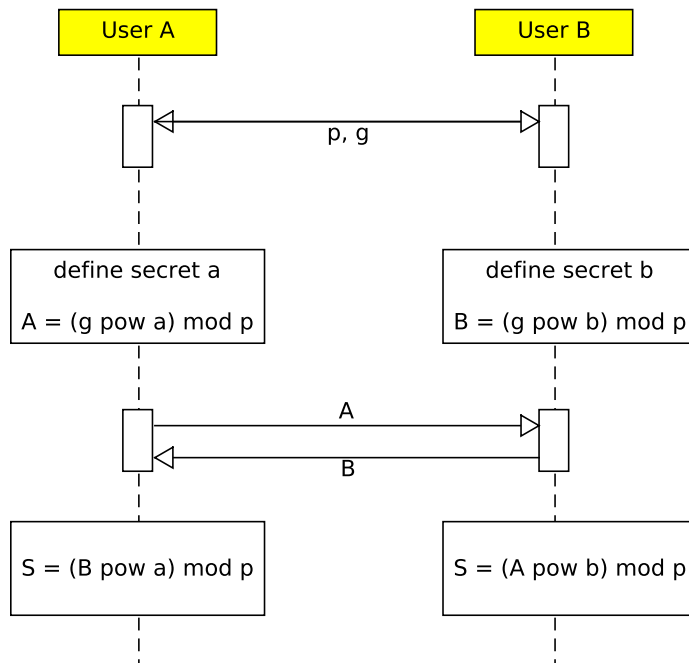 User A
User B
p, g
define secret a
A = (g pow a) mod p
define secret b
B = (g pow b) mod p
A
B
S = (B pow a) mod p
S = (A pow b) mod p